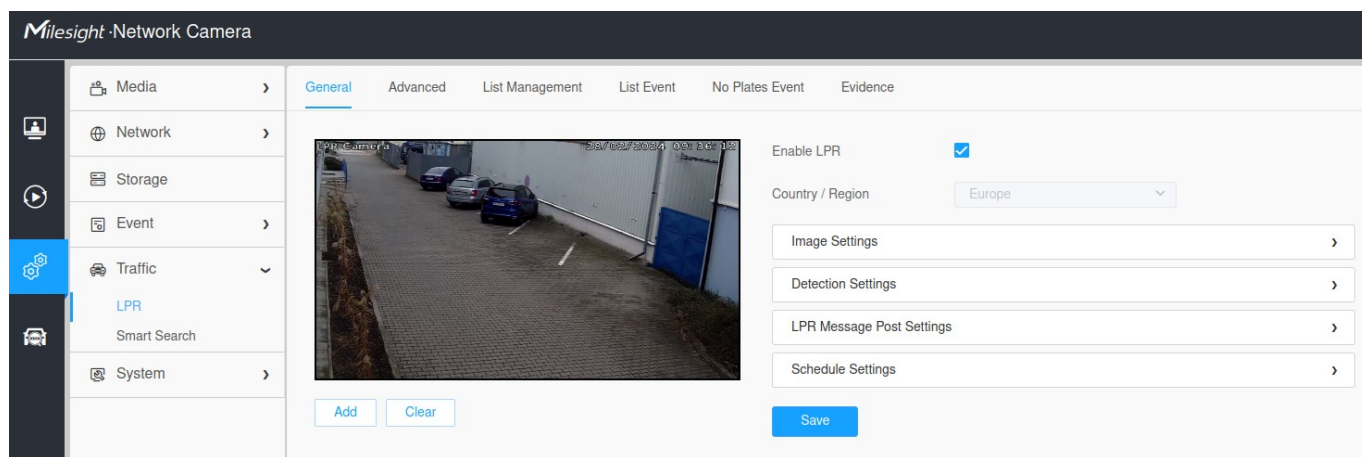 Milesight·Network Camera
Media
Network
Storage
Event
Traffic
LPR
Smart Search
System
General Advanced List Management List Event No Plates Event Evidence
LPR Camera 28/02/2024 09:36:12
Add Clear
Enable LPR
Country / Region Europe
Image Settings
Detection Settings
LPR Message Post Settings
Schedule Settings
Save